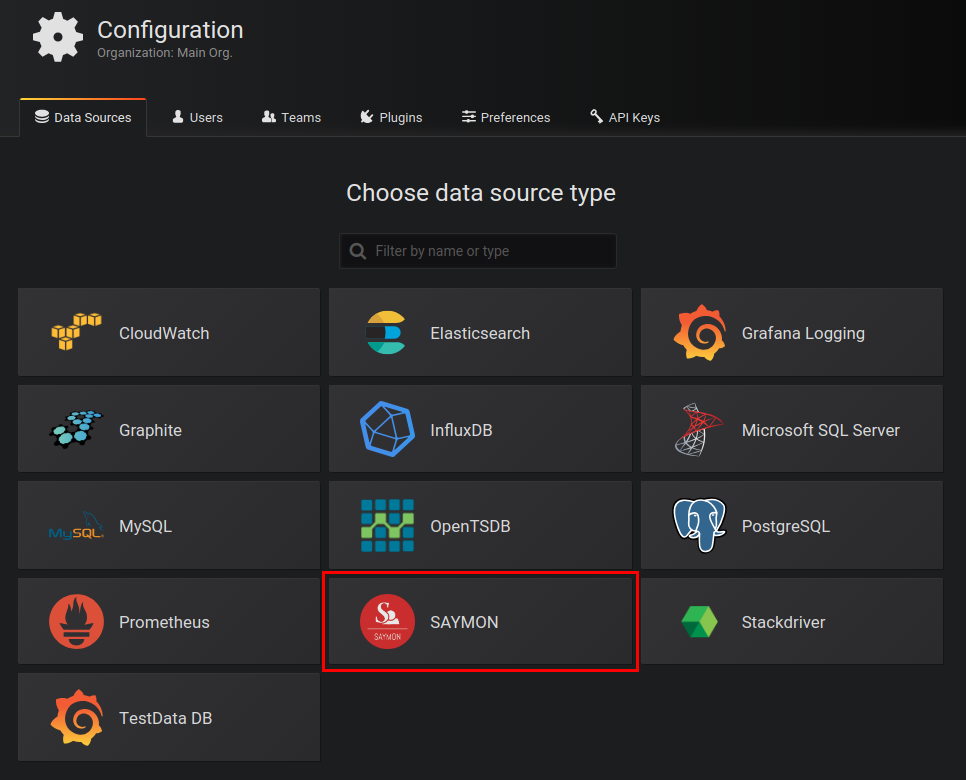 Configuration
Organization: Main Org.
Data Sources Users Teams Plugins Preferences API Keys
Choose data source type
Filter by name or type
CloudWatch Elasticsearch Grafana Logging
Graphite InfluxDB Microsoft SQL Server
MySQL MySQL OpenTSDB PostgreSQL
Prometheus SAYMON SAYMON Stackdriver
TestData DB